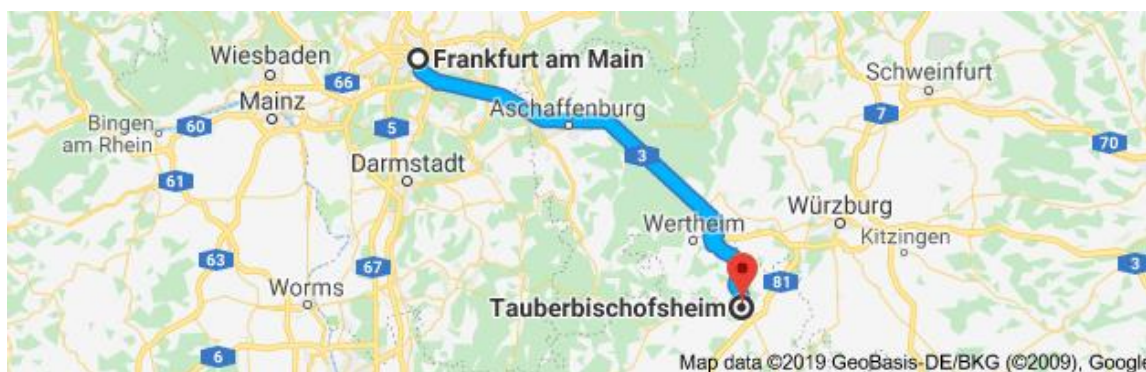 Frankfurt am Main
Wiesbaden
66
Schweinfurt
Mainz
Aschaffenburg
7
Bingen
am Rhein
60
5
70
3
Darmstadt
61
Wertheim
Würzburg
Kitzingen
63
67
3
81
Worms
Tauberbischofsheim
6
Map data ©2019 GeoBasis-DE/BKG (©2009), Google